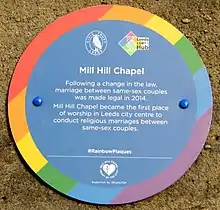 Mill Hill Chapel
Following a change in the law,
marriage between same-sex couples
was made legal in 2014.
Mill Hill Chapel became the first place
of worship in Leeds city centre to
conduct religious marriages between
same-sex couples.
#RainbowPlaques